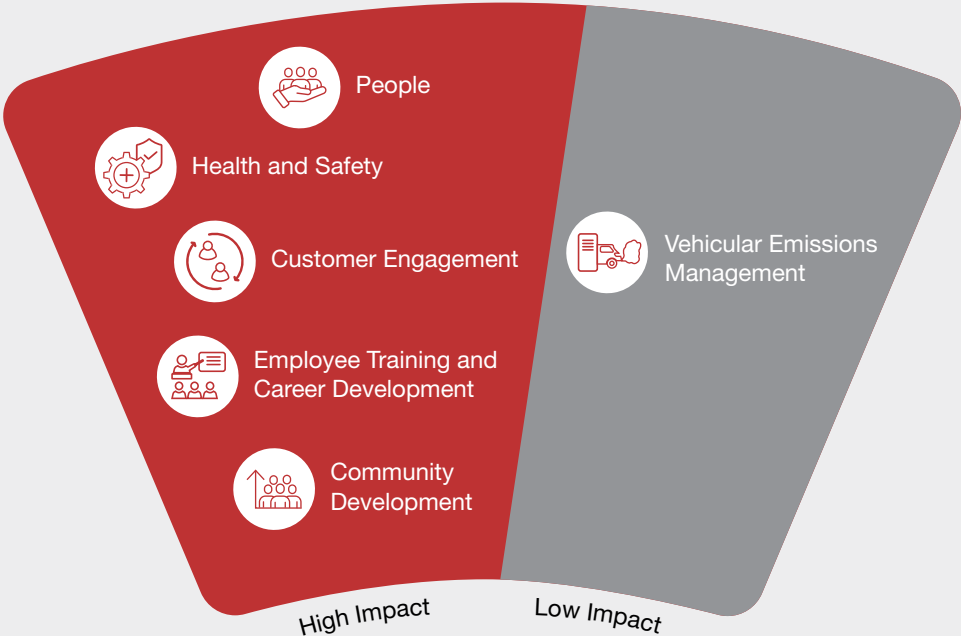 People
Health and Safety
Customer Engagement
Employee Training and
Career Development
Community
Development
Vehicular Emissions
Management
High Impact
Low Impact